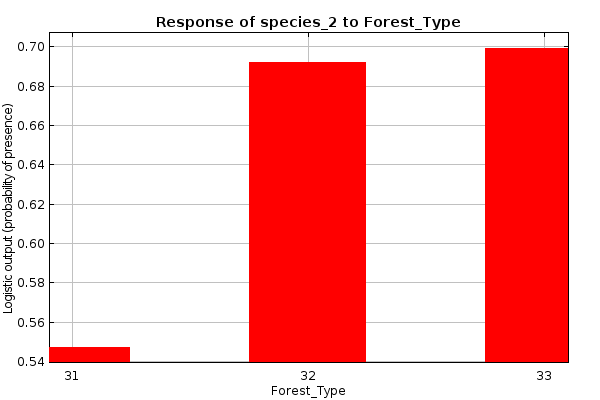 Response of species_2 to Forest_Type
Logistic output (probability of presence)
0.70
0.68
0.66
0.64
0.62
0.60
0.58
0.56
0.54
31 32 33
Forest_Type